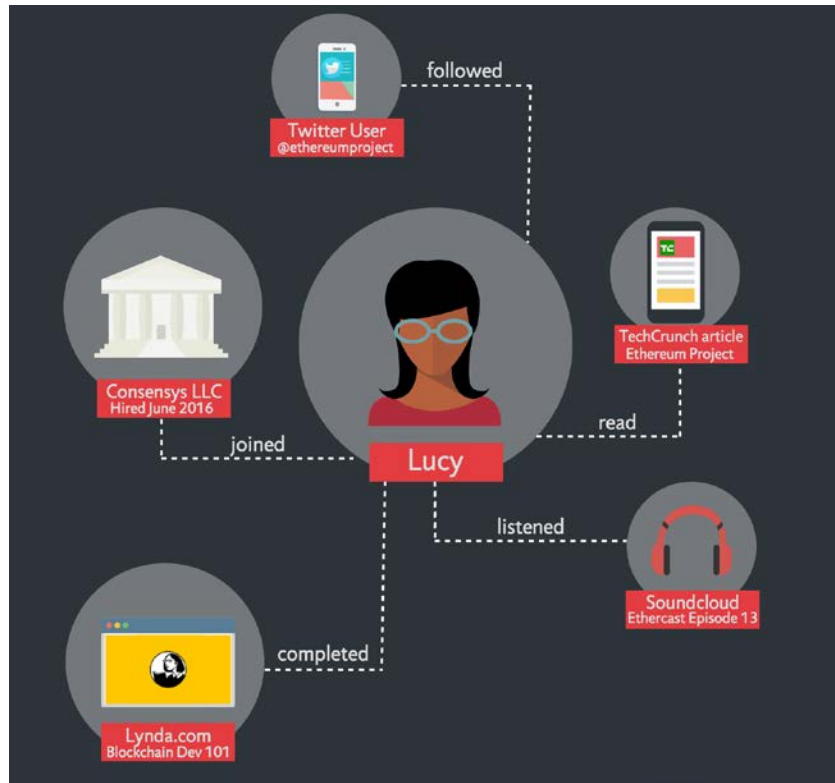 followed
Twitter User
@ethereumproject
TC
TechCrunch article
Ethereum Project
Consensys LLC
Hired June 2016
read
joined
Lucy
listened
Soundcloud
Ethercast Episode 13
completed
Lynda.com
Blockchain Dev 101